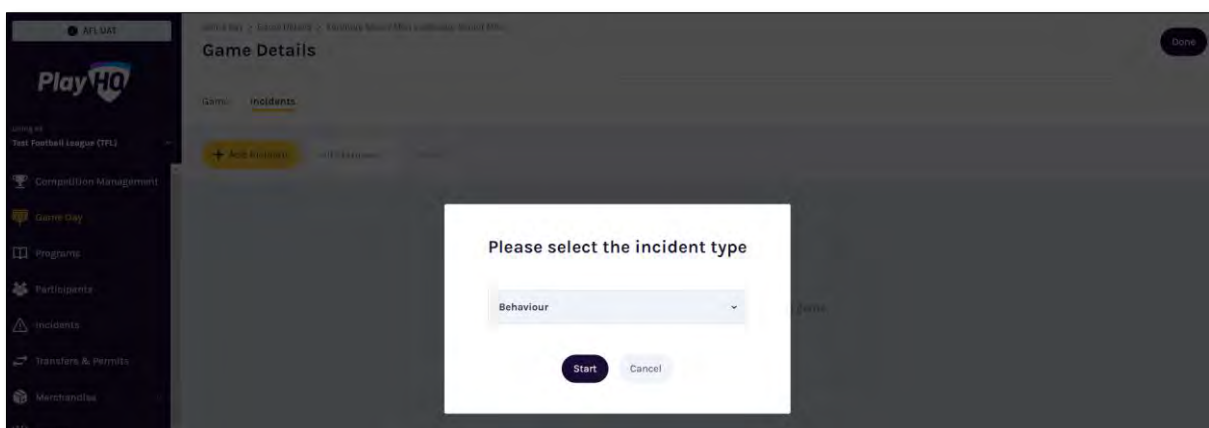 AFL UAT
PlayHQ
Test Football League (TFL)
Competition Management
Game Day
Programs
Participants
Incidents
Transfers & Permits
Merchandise
Game Details
Done
Game Incidents
+ Add Incident
Please select the incident type
Behaviour
Start Cancel